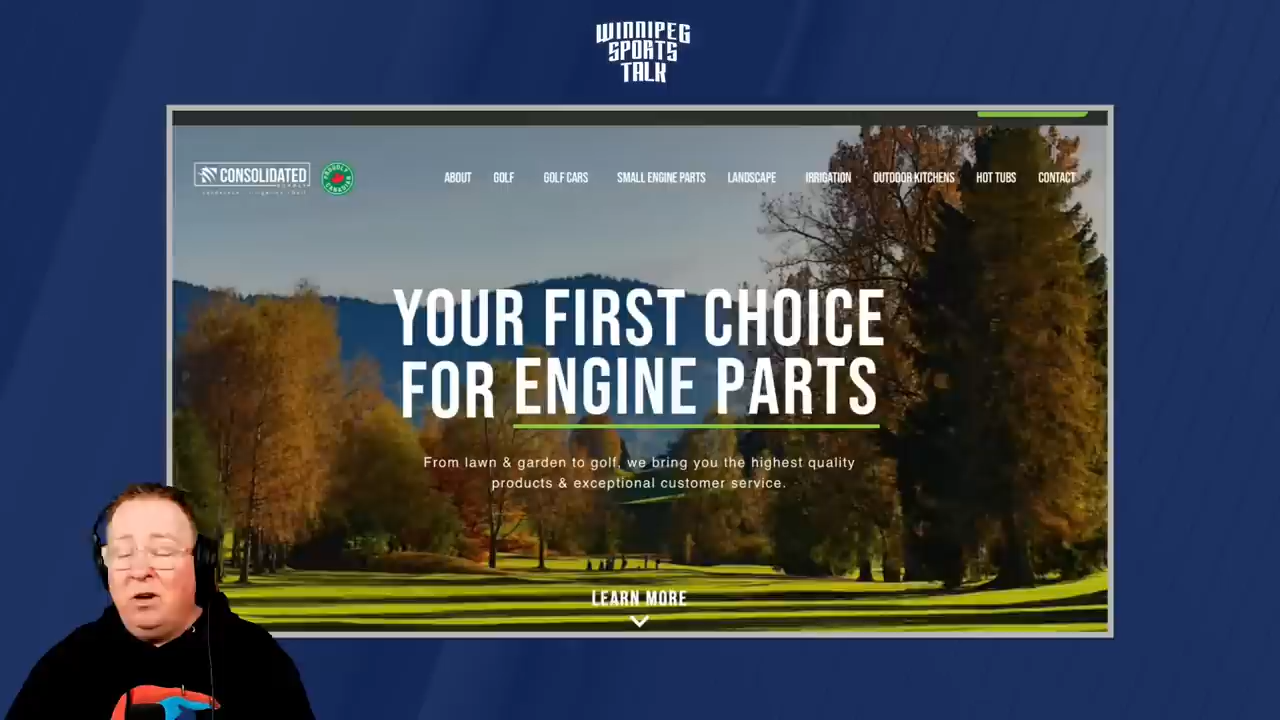 WINNIPEG
SPORTS
TALK
CONSOLIDATED
PROUDLY CANADIAN
ABOUT GOLF GOLF CARS SMALL ENGINE PARTS LANDSCAPE IRRIGATION OUTDOOR KITCHENS HOT TUBS CONTACT
YOUR FIRST CHOICE
FOR ENGINE PARTS
From lawn & garden to golf, we bring you the highest quality
products & exceptional customer service.
LEARN MORE